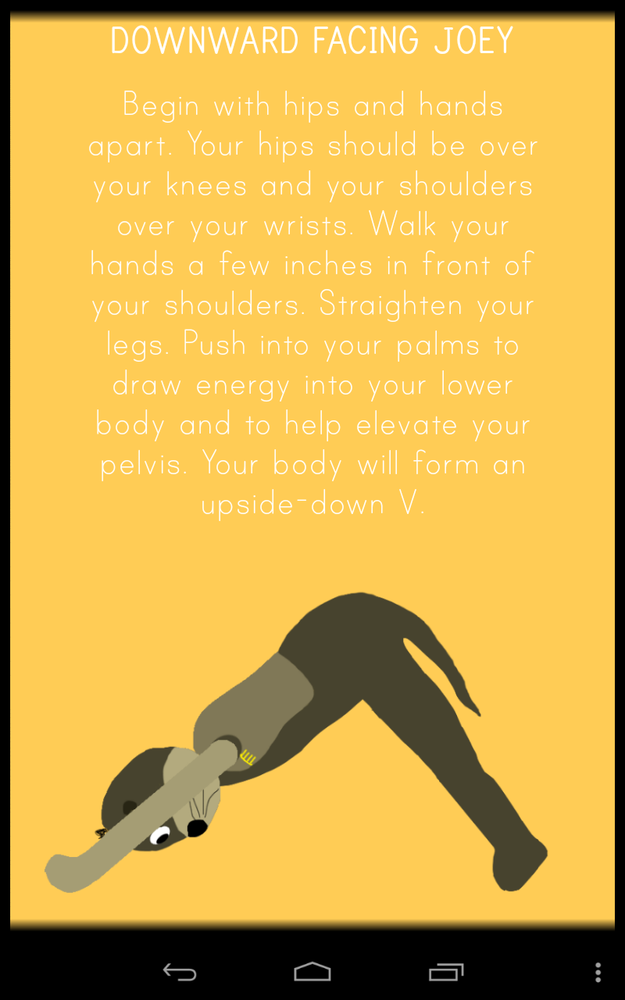 DOWNWARD FACING JOEY
Begin with hips and hands
apart. Your hips should be over
your knees and your shoulders
over your wrists. Walk your
hands a few inches in front of
your shoulders. Straighten your
legs. Push into your palms to
draw energy into your lower
body and to help elevate your
pelvis. Your body will form an
upside-down V.